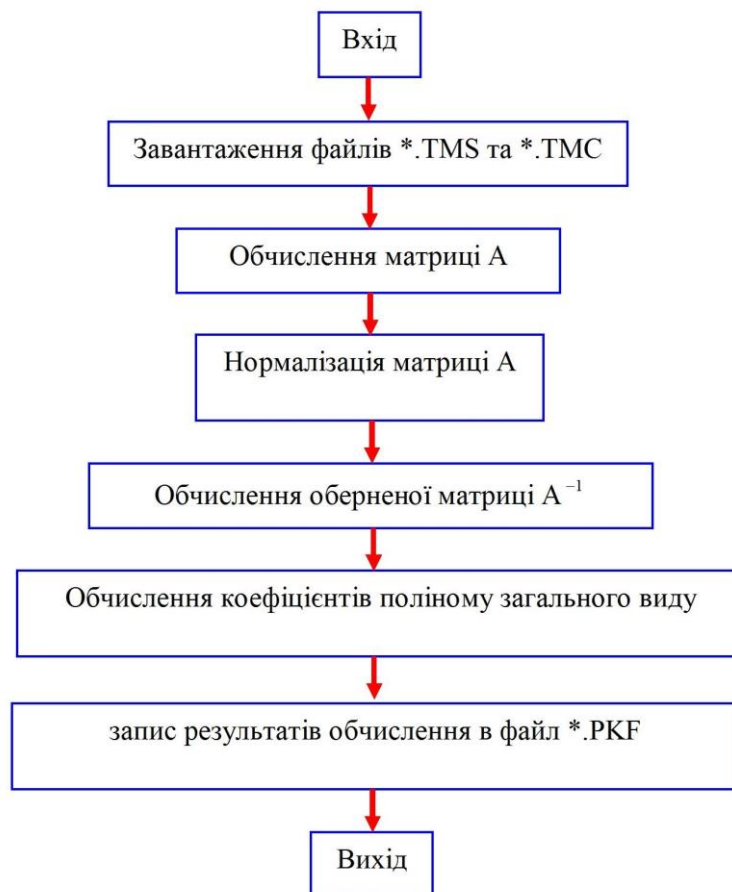 Вхід
Завантаження файлів *.TMS та *.TMC
Обчислення матриці А
Нормалізація матриці А
Обчислення оберненої матриці А⁻¹
Обчислення коефіцієнтів поліному загального виду
запис результатів обчислення в файл *.PKF
Вихід